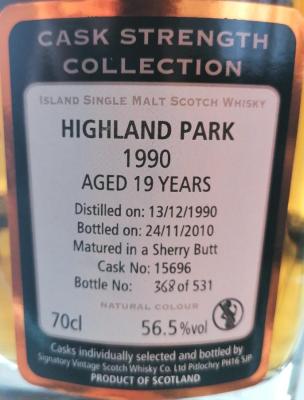 CASK STRENGTH
COLLECTION
ISLAND SINGLE MALT SCOTCH WHISKY
HIGHLAND PARK
1990
AGED 19 YEARS
Distilled on: 13/12/1990
Bottled on: 24/11/2010
Matured in a Sherry Butt
Cask No: 15696
Bottle No: 368 of 531
NATURAL COLOUR
70cl 56.5%vol
Casks individually selected and bottled by
Signatory Vintage Scotch Whisky Co. Ltd Pitlochry PH16 5JP
PRODUCT OF SCOTLAND